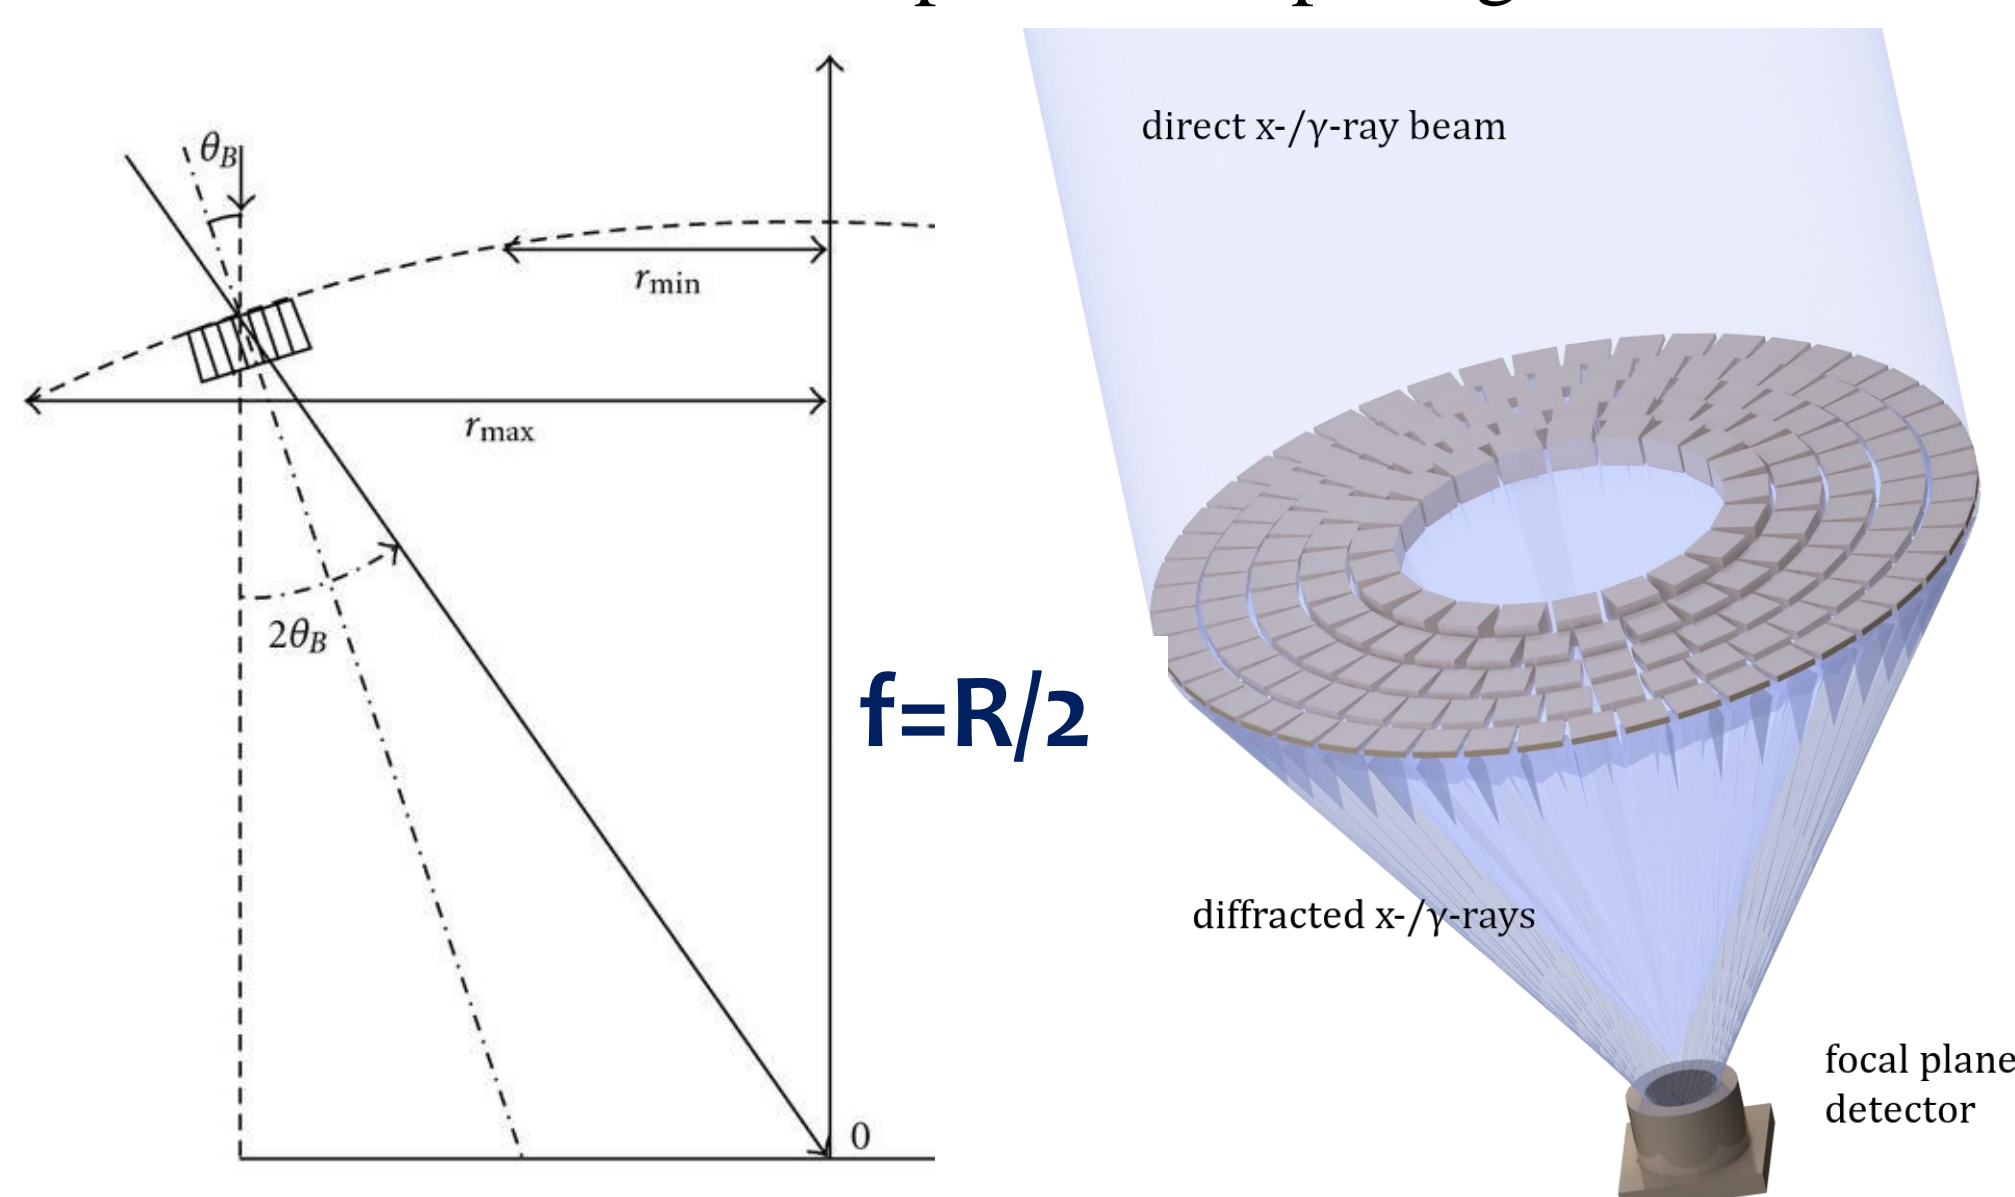 θB
rmin
rmax
2θB
0
f=R/2
direct x-/γ-ray beam
diffracted x-/γ-rays
focal plane
detector